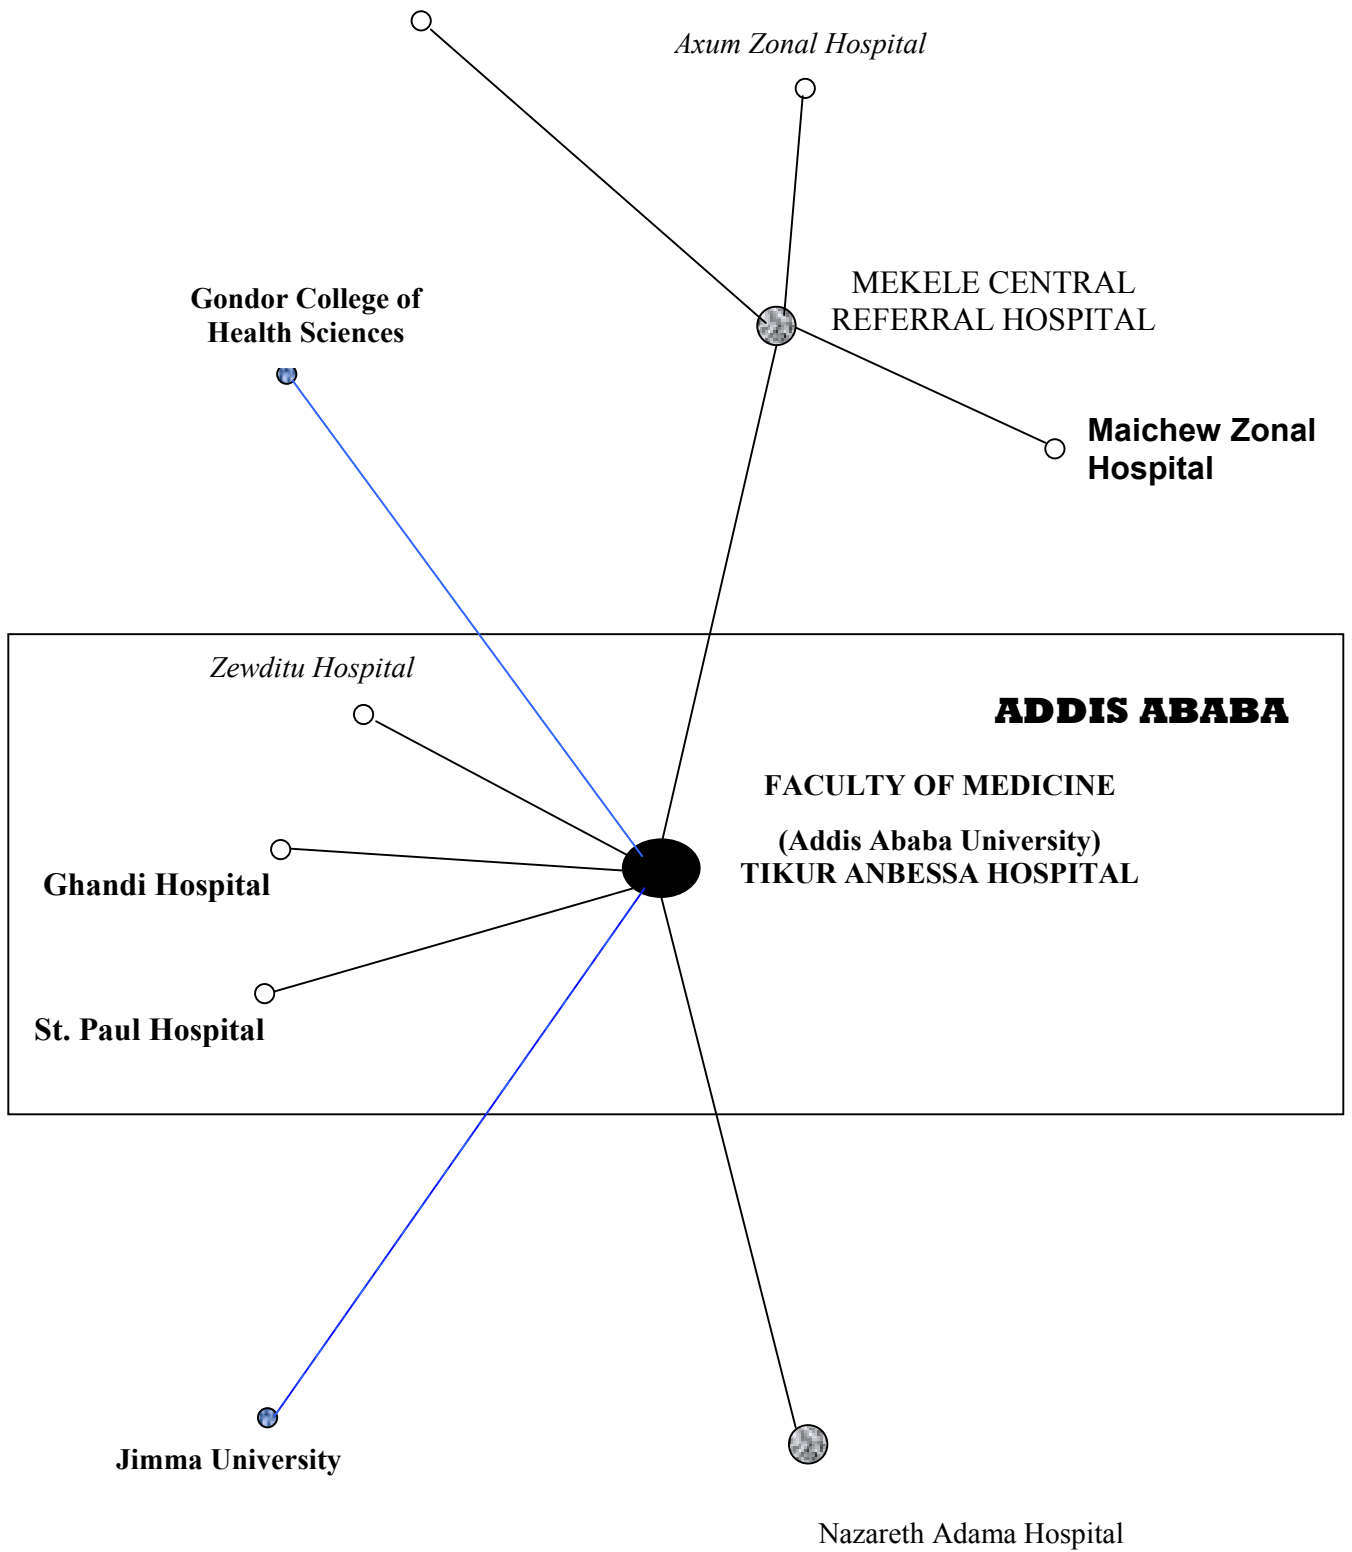 Axum Zonal Hospital
MEKELE CENTRAL
REFERRAL HOSPITAL
Gondor College of
Health Sciences
Maichew Zonal
Hospital
Zewditu Hospital
ADDIS ABABA
FACULTY OF MEDICINE
(Addis Ababa University)
TIKUR ANBESSA HOSPITAL
Ghandi Hospital
St. Paul Hospital
Jimma University
Nazareth Adama Hospital